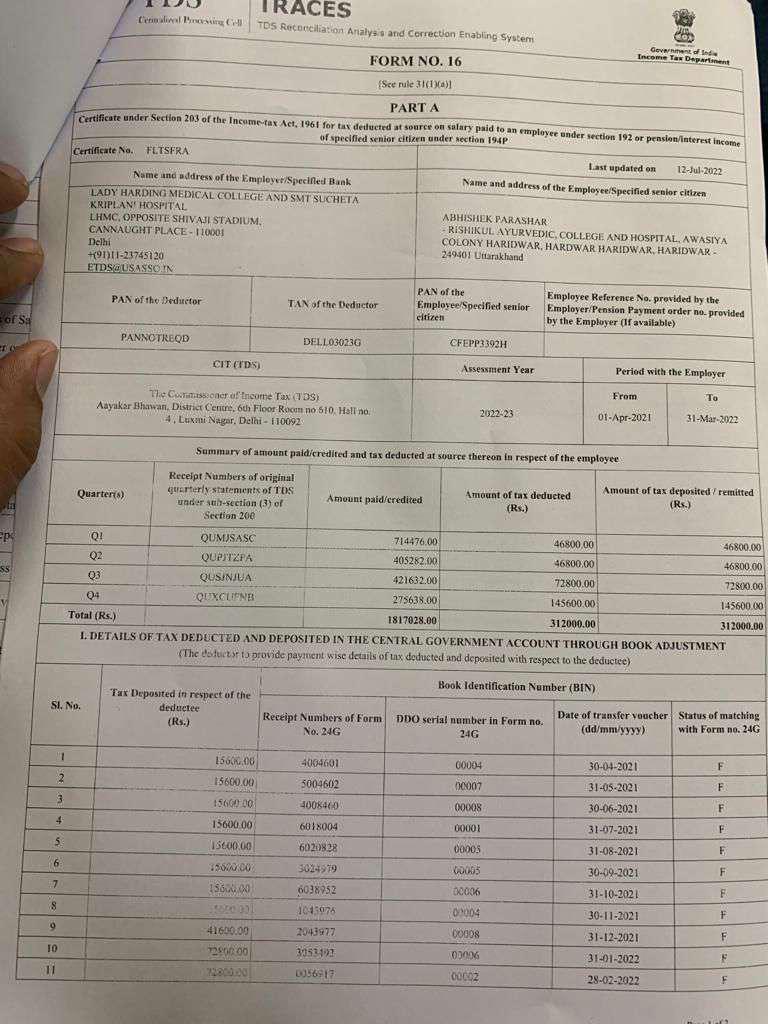 TDS
Centralized Processing Cell
TRACES
TDS Reconciliation Analysis and Correction Enabling System
Government of India
Income Tax Department
FORM NO. 16
[See rule 31(1)(a)]
PART A
Certificate under Section 203 of the Income-tax Act, 1961 for tax deducted at source on salary paid to an employee under section 192 or pension/interest income
of specified senior citizen under section 194P
Certificate No. FLTSFRA
Last updated on 12-Jul-2022
Name and address of the Employer/Specified Bank
Name and address of the Employee/Specified senior citizen
LADY HARDING MEDICAL COLLEGE AND SMT SUCHETA
KRIPLANI HOSPITAL
LHMC, OPPOSITE SHIVAJI STADIUM,
CANNAUGHT PLACE - 110001
Delhi
+(91)11-23745120
ETDS@USASSO.IN
ABHISHEK PARASHAR
- RISHIKUL AYURVEDIC, COLLEGE AND HOSPITAL, AWASIYA
COLONY HARIDWAR, HARDWAR HARIDWAR, HARIDWAR -
249401 Uttarakhand
PAN of the Deductor
TAN of the Deductor
PAN of the
Employee/Specified senior
citizen
Employee Reference No. provided by the
Employer/Pension Payment order no. provided
by the Employer (If available)
PANNOTREQD
DELL03023G
CFEPP3392H
CIT (TDS)
Assessment Year
Period with the Employer
The Commissioner of Income Tax (TDS)
Aayakar Bhawan, District Centre, 6th Floor Room no 610, Hall no.
4 , Luxmi Nagar, Delhi - 110092
2022-23
From
To
01-Apr-2021
31-Mar-2022
Summary of amount paid/credited and tax deducted at source thereon in respect of the employee
Quarter(s)
Receipt Numbers of original
quarterly statements of TDS
under sub-section (3) of
Section 200
Amount paid/credited
Amount of tax deducted
(Rs.)
Amount of tax deposited / remitted
(Rs.)
Q1 QUMJSASC 714476.00 46800.00 46800.00
Q2 QUPJTZFA 405282.00 46800.00 46800.00
Q3 QUSJNJUA 421632.00 72800.00 72800.00
Q4 QUXCUFNB 275638.00 145600.00 145600.00
Total (Rs.) 1817028.00 312000.00 312000.00
I. DETAILS OF TAX DEDUCTED AND DEPOSITED IN THE CENTRAL GOVERNMENT ACCOUNT THROUGH BOOK ADJUSTMENT
(The deductor to provide payment wise details of tax deducted and deposited with respect to the deductee)
Sl. No.
Tax Deposited in respect of the
deductee
(Rs.)
Book Identification Number (BIN)
Receipt Numbers of Form
No. 24G
DDO serial number in Form no.
24G
Date of transfer voucher
(dd/mm/yyyy)
Status of matching
with Form no. 24G
1 15600.00 4004601 00004 30-04-2021 F
2 15600.00 5004602 00007 31-05-2021 F
3 15600.00 4008460 00008 30-06-2021 F
4 15600.00 6018004 00001 31-07-2021 F
5 15600.00 6020828 00005 31-08-2021 F
6 15600.00 3024979 00005 30-09-2021 F
7 15600.00 6038952 00006 31-10-2021 F
8 15600.00 1043976 00004 30-11-2021 F
9 41600.00 2043977 00008 31-12-2021 F
10 72800.00 3053492 00006 31-01-2022 F
11 72800.00 0056917 00002 28-02-2022 F